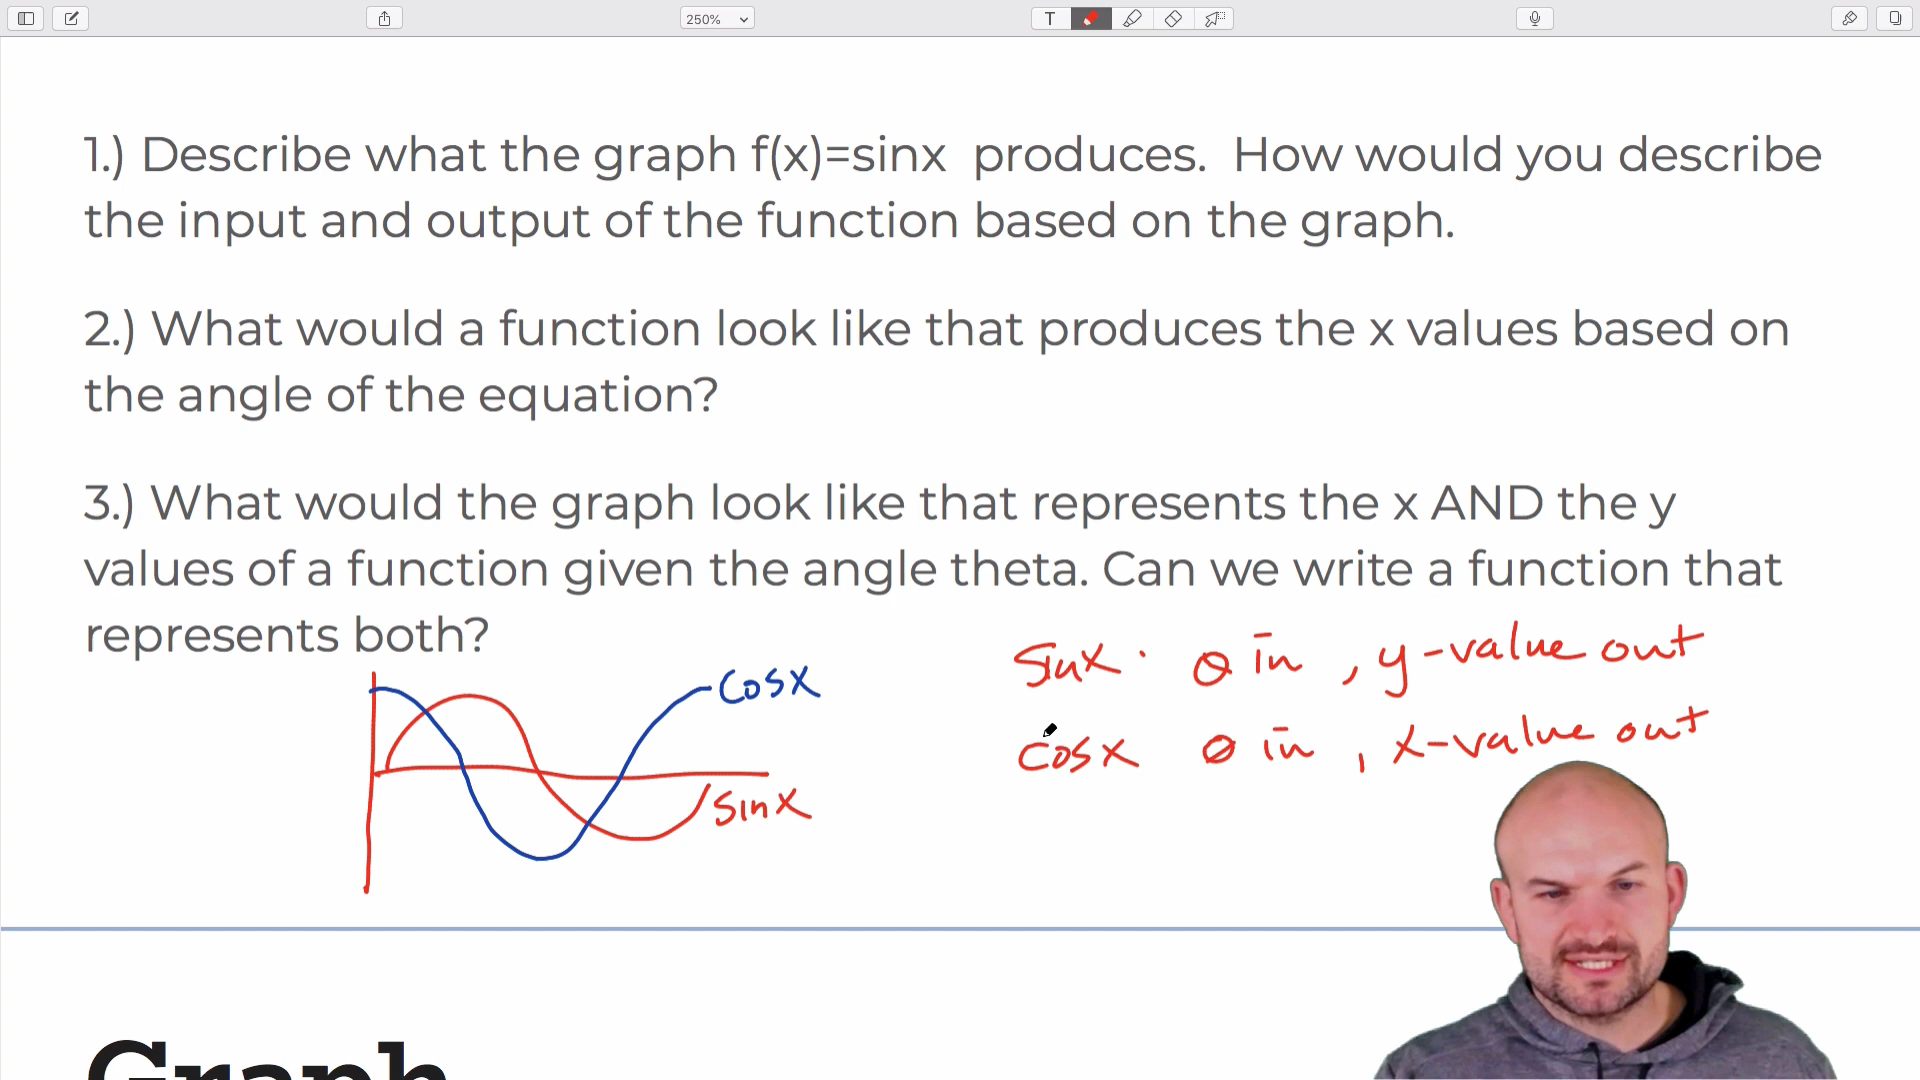 250%
T
1.) Describe what the graph f(x)=sinx produces. How would you describe
the input and output of the function based on the graph.
2.) What would a function look like that produces the x values based on
the angle of the equation?
3.) What would the graph look like that represents the x AND the y
values of a function given the angle theta. Can we write a function that
represents both?
sinx · θ in , y-value out
cosx
cosx θ in , x-value out
sinx
Graph